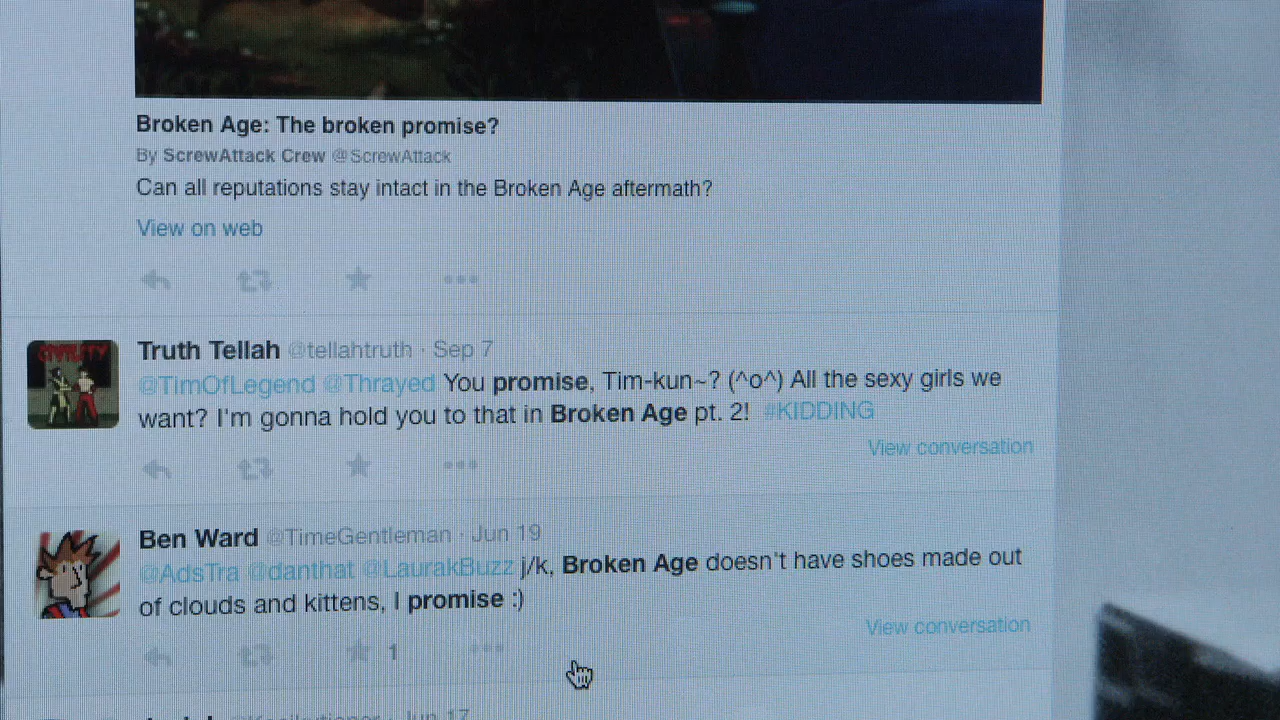 Broken Age: The broken promise?
By ScrewAttack Crew @ScrewAttack
Can all reputations stay intact in the Broken Age aftermath?
View on web
Truth Tellah @tellahtruth · Sep 7
@TimOfLegend @Thrayed You promise, Tim-kun~? (^o^) All the sexy girls we
want? I'm gonna hold you to that in Broken Age pt. 2! #KIDDING
View conversation
Ben Ward @TimeGentleman · Jun 19
@AdsTra @danthat @LaurakBuzz j/k, Broken Age doesn't have shoes made out
of clouds and kittens, I promise :)
View conversation
1
Jun 17